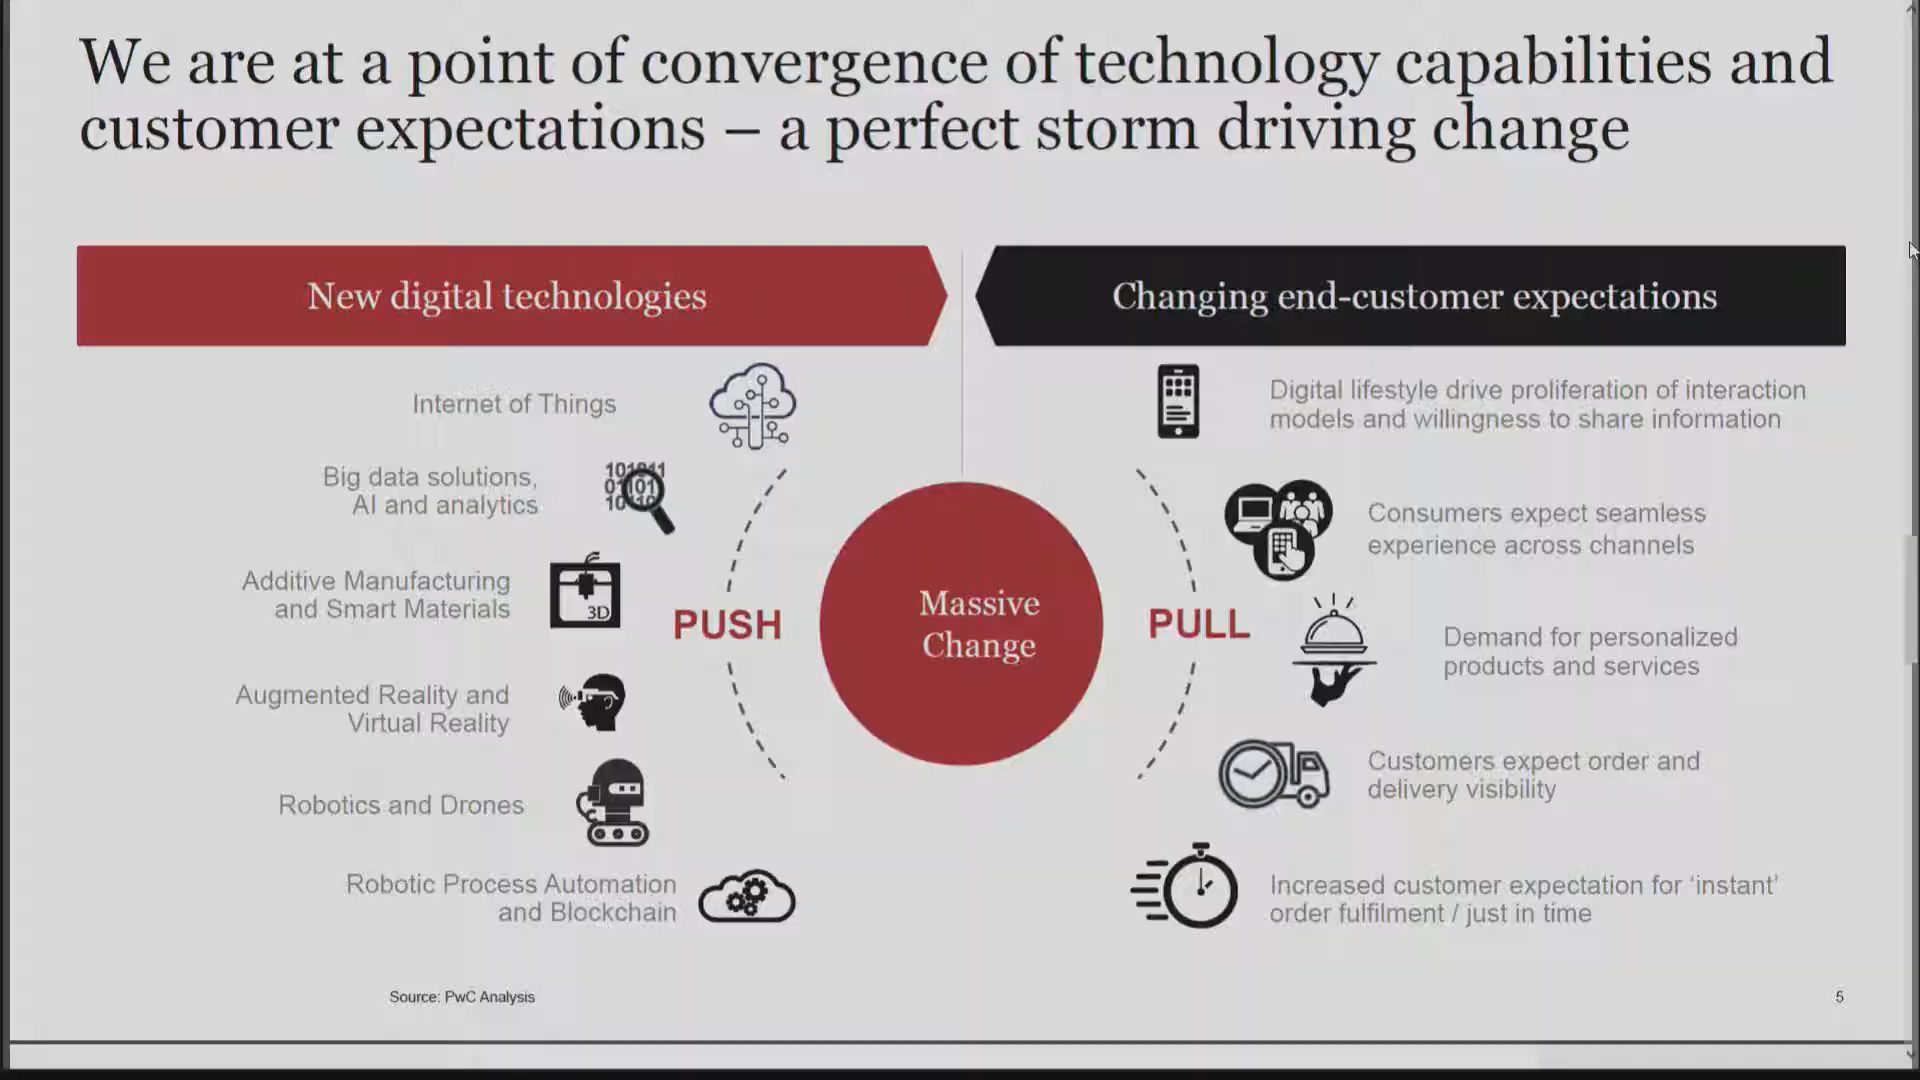 We are at a point of convergence of technology capabilities and
customer expectations – a perfect storm driving change
New digital technologies
Changing end-customer expectations
Internet of Things
Big data solutions,
AI and analytics
101011
01101
10110
Additive Manufacturing
and Smart Materials
3D
Augmented Reality and
Virtual Reality
Robotics and Drones
Robotic Process Automation
and Blockchain
PUSH
Massive
Change
PULL
Digital lifestyle drive proliferation of interaction
models and willingness to share information
Consumers expect seamless
experience across channels
Demand for personalized
products and services
Customers expect order and
delivery visibility
Increased customer expectation for ‘instant’
order fulfilment / just in time
Source: PwC Analysis
5